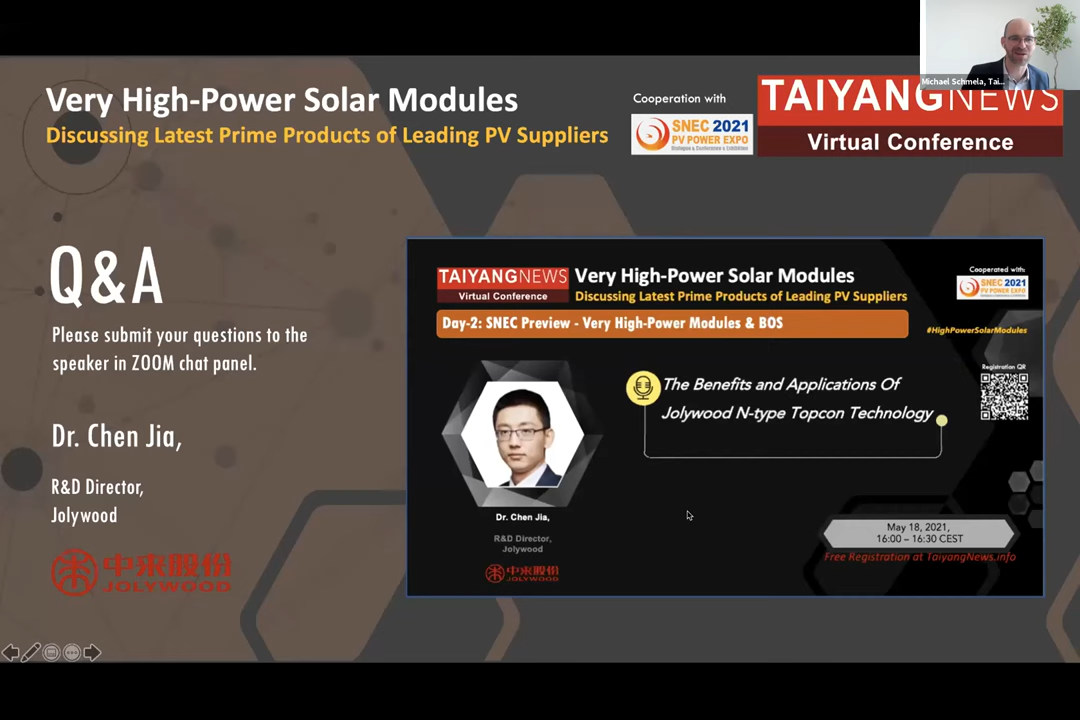 Michael Schmela, Tai...
Very High-Power Solar Modules
Discussing Latest Prime Products of Leading PV Suppliers
Cooperation with
SNEC 2021
PV POWER EXPO
TAIYANGNEWS
Virtual Conference
Q&A
Please submit your questions to the
speaker in ZOOM chat panel.
Dr. Chen Jia,
R&D Director,
Jolywood
中来股份
JOLYWOOD
TAIYANGNEWS
Virtual Conference
Very High-Power Solar Modules
Discussing Latest Prime Products of Leading PV Suppliers
Cooperated with:
SNEC 2021
PV POWER EXPO
Day-2: SNEC Preview - Very High-Power Modules & BOS
#HighPowerSolarModules
Registration QR
The Benefits and Applications Of
Jolywood N-type Topcon Technology
Dr. Chen Jia,
R&D Director,
Jolywood
中来股份
JOLYWOOD
May 18, 2021,
16:00 – 16:30 CEST
Free Registration at TaiyangNews.info